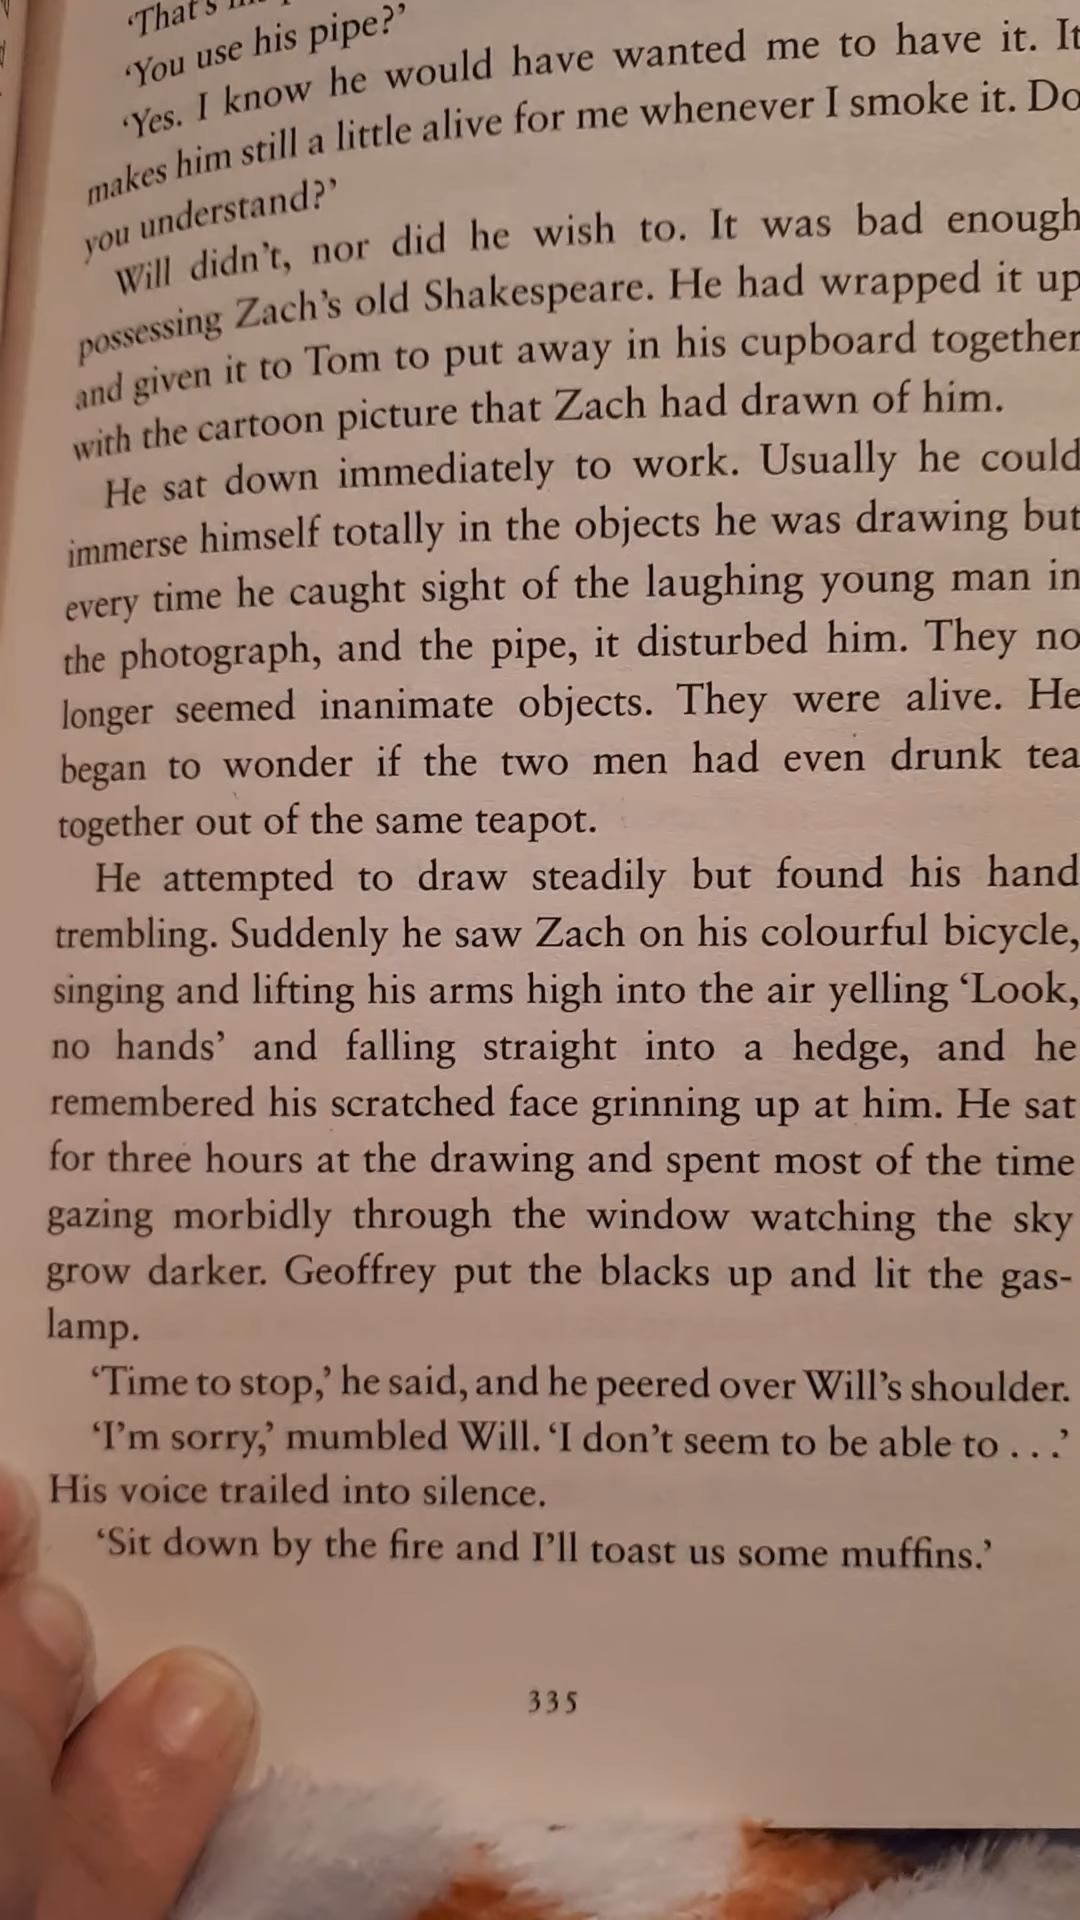 ‘That's
‘You use his pipe?’
‘Yes. I know he would have wanted me to have it. It
makes him still a little alive for me whenever I smoke it. Do
you understand?’
Will didn’t, nor did he wish to. It was bad enough
possessing Zach’s old Shakespeare. He had wrapped it up
and given it to Tom to put away in his cupboard together
with the cartoon picture that Zach had drawn of him.
He sat down immediately to work. Usually he could
immerse himself totally in the objects he was drawing but
every time he caught sight of the laughing young man in
the photograph, and the pipe, it disturbed him. They no
longer seemed inanimate objects. They were alive. He
began to wonder if the two men had even drunk tea
together out of the same teapot.
He attempted to draw steadily but found his hand
trembling. Suddenly he saw Zach on his colourful bicycle,
singing and lifting his arms high into the air yelling ‘Look,
no hands’ and falling straight into a hedge, and he
remembered his scratched face grinning up at him. He sat
for three hours at the drawing and spent most of the time
gazing morbidly through the window watching the sky
grow darker. Geoffrey put the blacks up and lit the gas-
lamp.
‘Time to stop,’ he said, and he peered over Will’s shoulder.
‘I’m sorry,’ mumbled Will. ‘I don’t seem to be able to . . .’
His voice trailed into silence.
‘Sit down by the fire and I’ll toast us some muffins.’
335